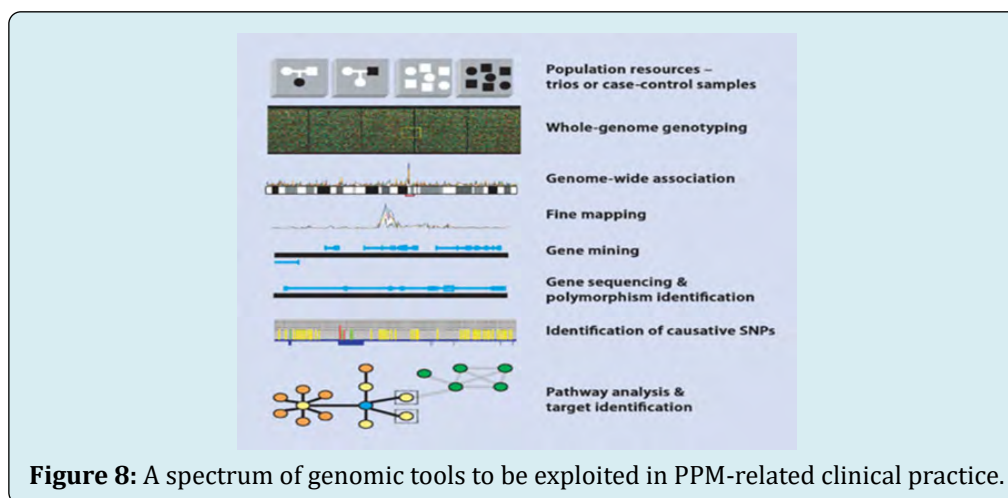 Population resources –
trios or case-control samples
Whole-genome genotyping
Genome-wide association
Fine mapping
Gene mining
Gene sequencing &
polymorphism identification
Identification of causative SNPs
Pathway analysis &
target identification
Figure 8: A spectrum of genomic tools to be exploited in PPM-related clinical practice.